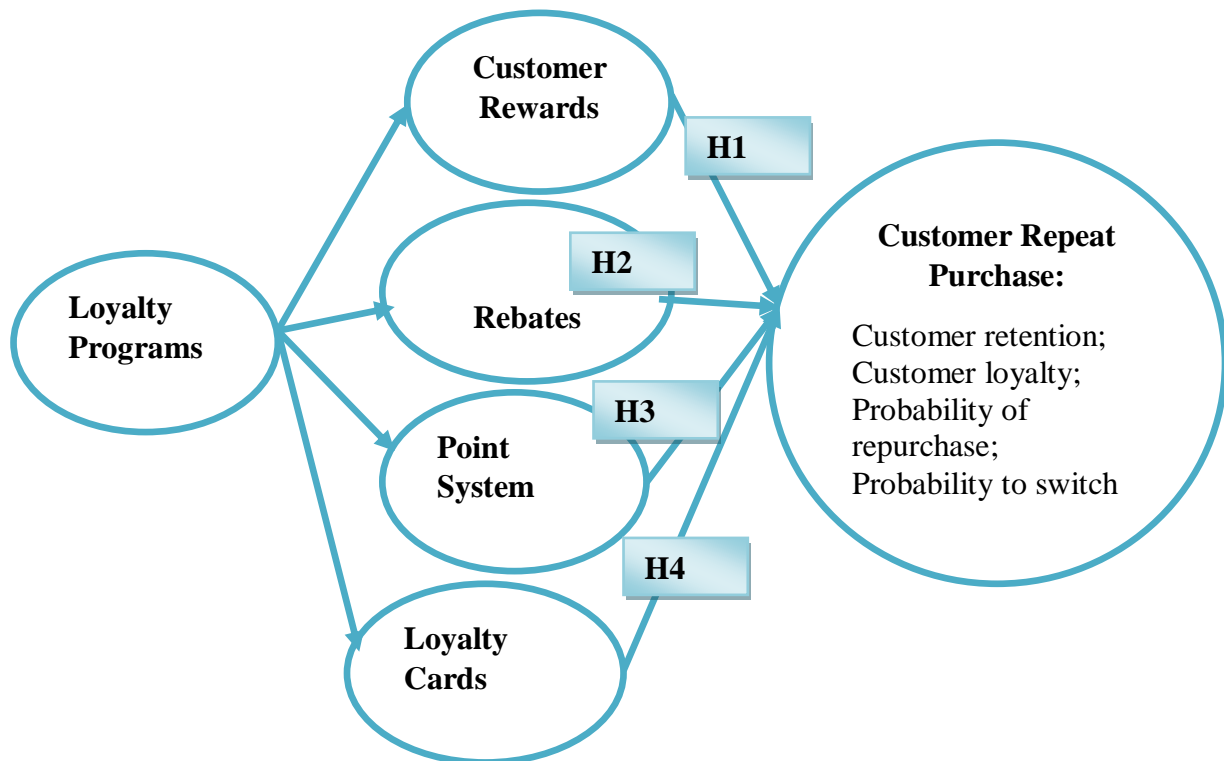 Customer
Rewards
H1
H2
Rebates
Loyalty
Programs
H3
Point
System
H4
Loyalty
Cards
Customer Repeat
Purchase:
Customer retention;
Customer loyalty;
Probability of
repurchase;
Probability to switch